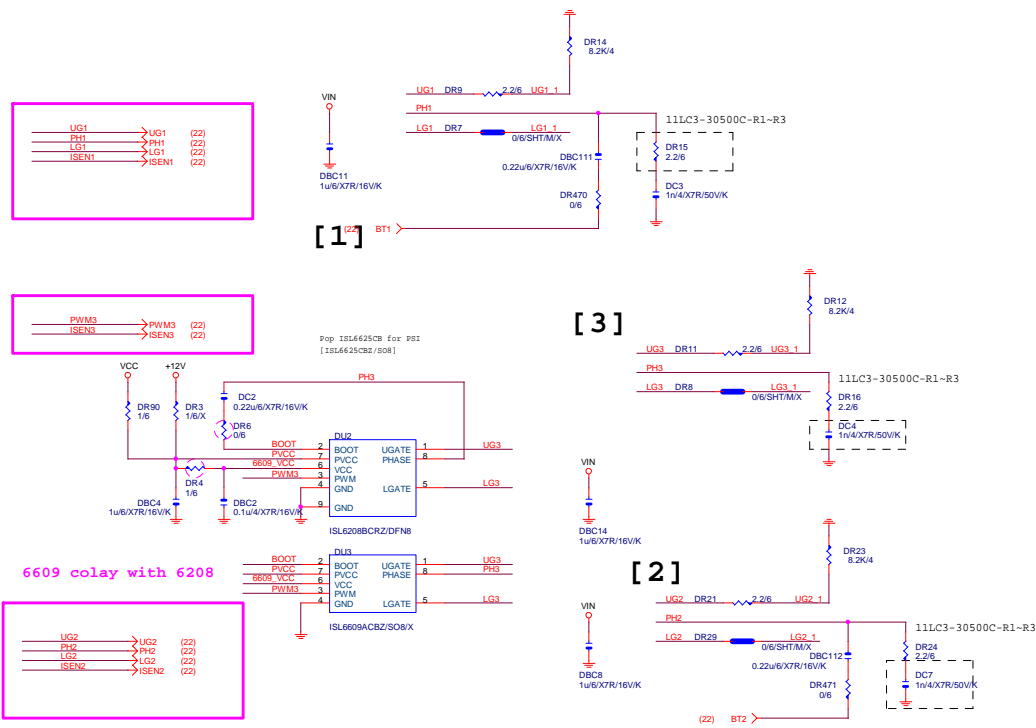 DR14
8.2K/4
UG1 DR9 2.2/6 UG1_1
VIN
PH1
11LC3-30500C-R1~R3
LG1 DR7 LG1_1
0/6/SHT/M/X
UG1 UG1 (22)
PH1 PH1 (22)
LG1 LG1 (22)
ISEN1 ISEN1 (22)
DR15
2.2/6
DBC111
0.22u/6/X7R/16V/K
DBC11
1u/6/X7R/16V/K
DC3
1n/4/X7R/50V/K
DR470
0/6
[1]
(22) BT1
PWM3 PWM3 (22)
ISEN3 ISEN3 (22)
Pop ISL6625CB for PSI
[ISL6625CBZ/SO8]
[3]
DR12
8.2K/4
UG3 DR11 2.2/6 UG3_1
PH3
11LC3-30500C-R1~R3
LG3 DR8 LG3_1
0/6/SHT/M/X
DR16
2.2/6
DC4
1n/4/X7R/50V/K
VCC +12V
PH3
DR90
1/6
DR3
1/6/X
DC2
0.22u/6/X7R/16V/K
DR6
0/6
DU2
BOOT 2 BOOT UGATE 1 UG3
PVCC 7 PVCC PHASE 8
6609_VCC 6 VCC
PWM3 3 PWM
4 GND LGATE 5 LG3
9 GND
ISL6208BCRZ/DFN8
DR4
1/6
DBC4
1u/6/X7R/16V/K
DBC2
0.1u/4/X7R/16V/K
VIN
DBC14
1u/6/X7R/16V/K
6609 colay with 6208
DU3
BOOT 2 BOOT UGATE 1 UG3
PVCC 7 PVCC PHASE 8 PH3
6609_VCC 6 VCC
PWM3 3 PWM
4 GND LGATE 5 LG3
ISL6609ACBZ/SO8/X
[2]
DR23
8.2K/4
UG2 DR21 2.2/6 UG2_1
VIN
PH2
11LC3-30500C-R1~R3
LG2 DR29 LG2_1
0/6/SHT/M/X
UG2 UG2 (22)
PH2 PH2 (22)
LG2 LG2 (22)
ISEN2 ISEN2 (22)
DR24
2.2/6
DBC112
0.22u/6/X7R/16V/K
DBC8
1u/6/X7R/16V/K
DC7
1n/4/X7R/50V/K
DR471
0/6
(22) BT2